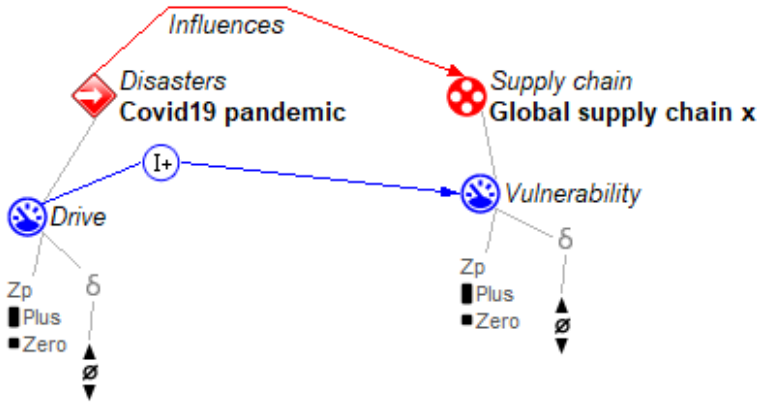 Influences
Disasters
Covid19 pandemic
Supply chain
Global supply chain x
I+
Drive
Vulnerability
δ
Zp
Plus
Zero
ø
δ
Zp
Plus
Zero
ø